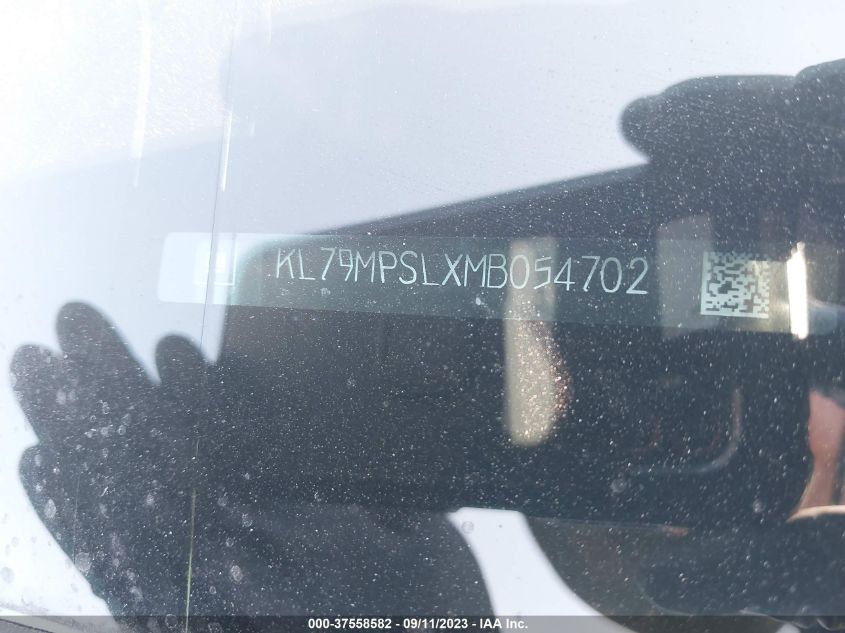 KL79MPSLXMB054702
000-37558582 - 09/11/2023 - IAA Inc.